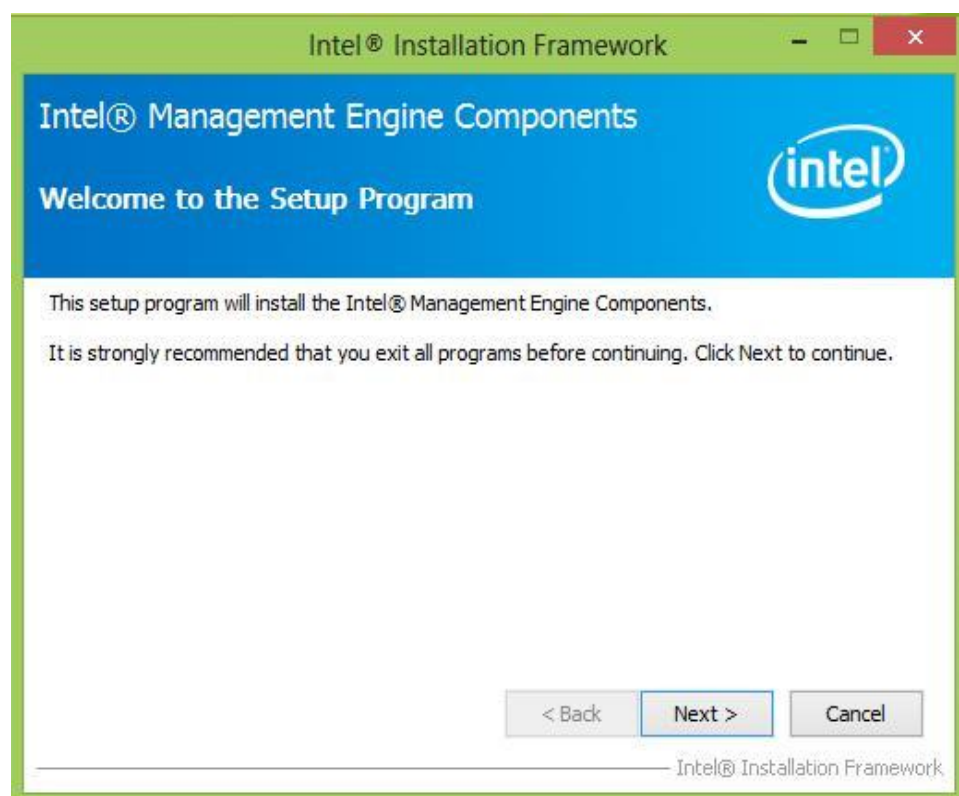 Intel® Installation Framework
Intel® Management Engine Components
intel®
Welcome to the Setup Program
This setup program will install the Intel® Management Engine Components.
It is strongly recommended that you exit all programs before continuing. Click Next to continue.
< Back Next > Cancel
Intel® Installation Framework